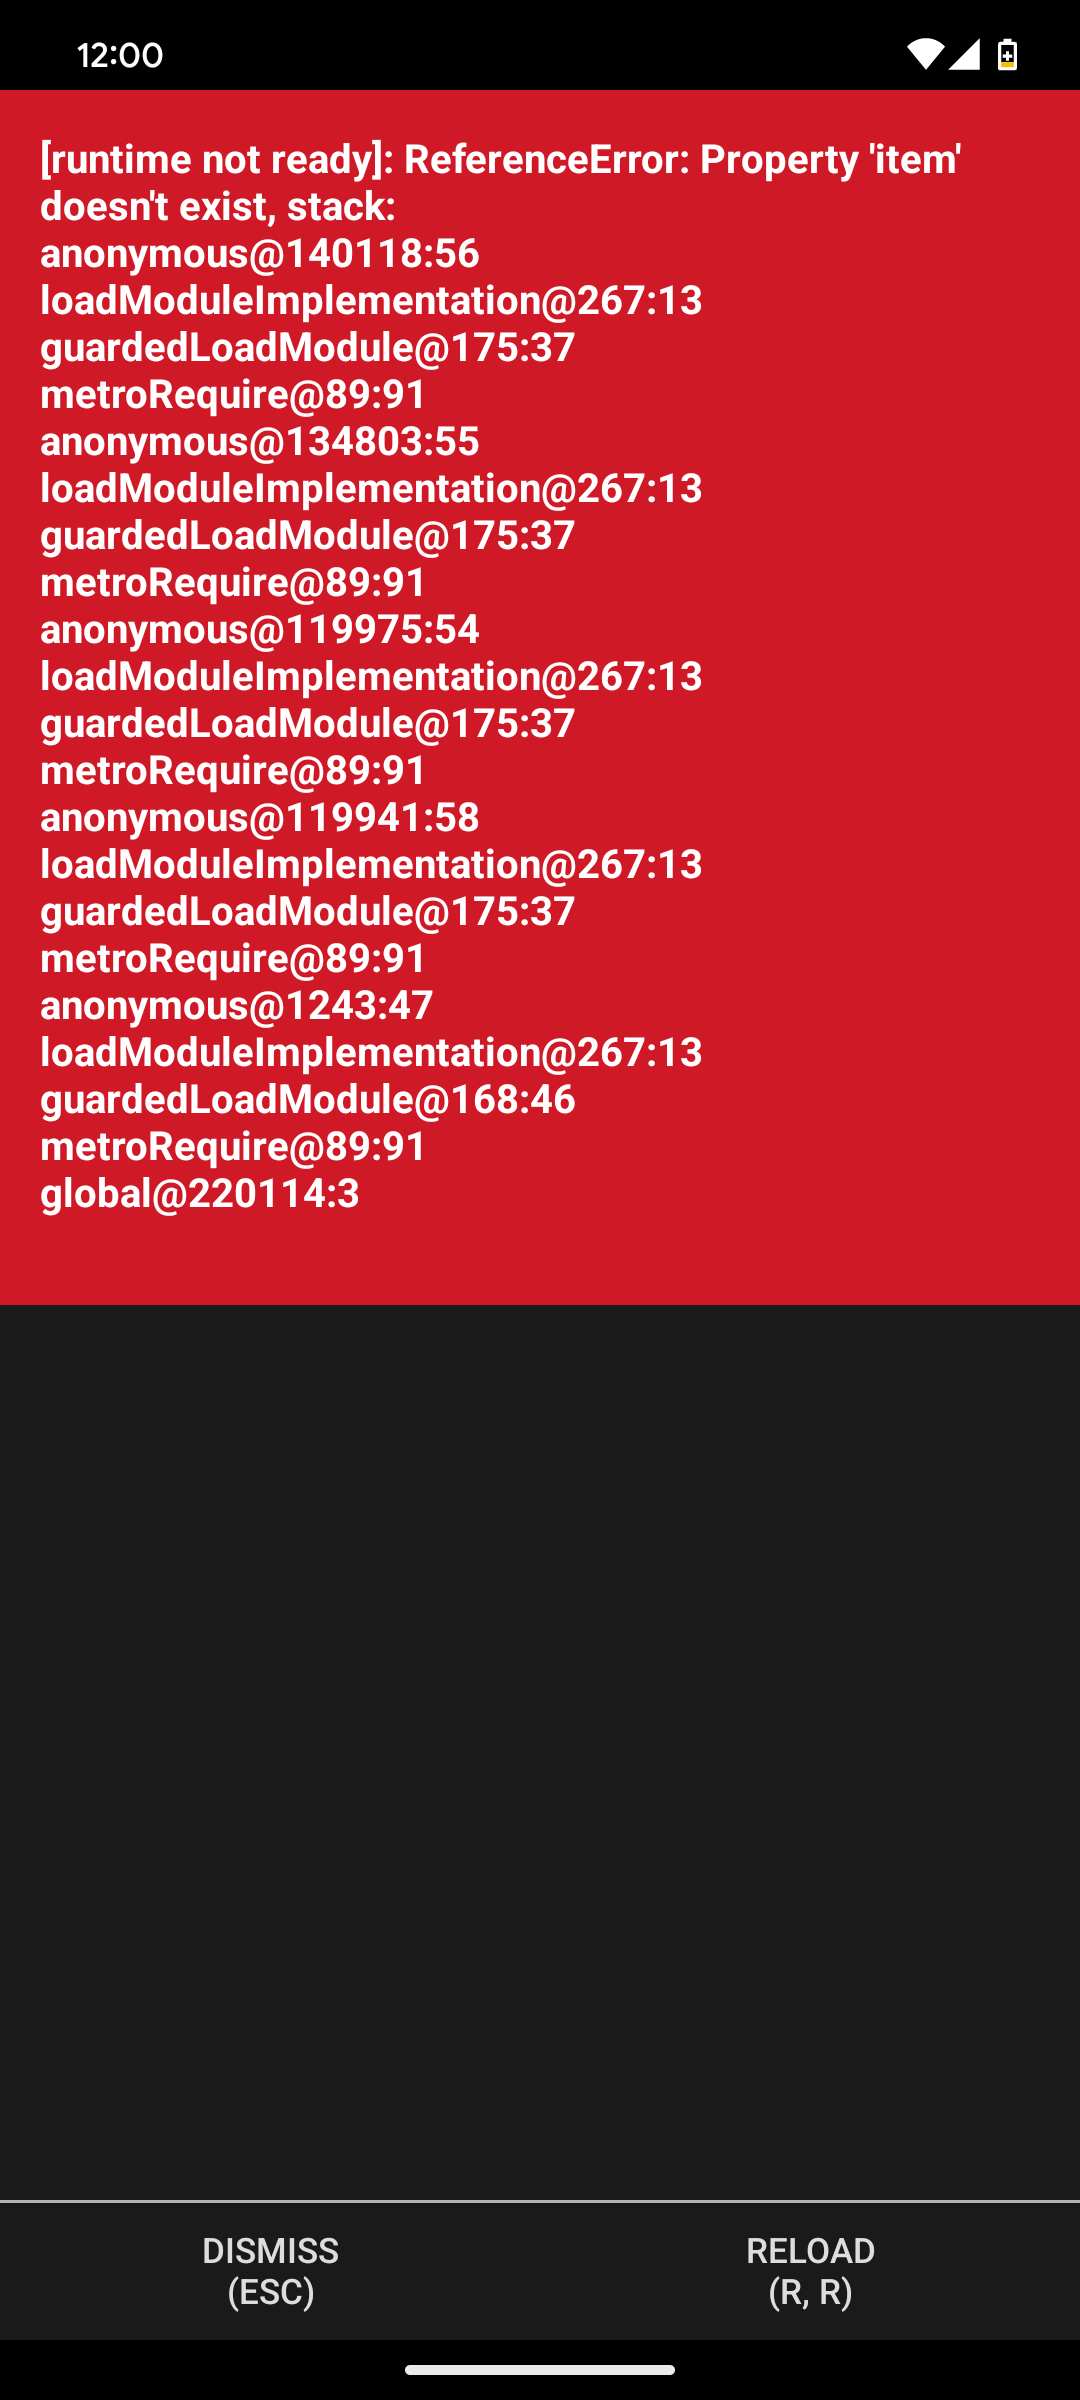 12:00
[runtime not ready]: ReferenceError: Property 'item'
doesn't exist, stack:
anonymous@140118:56
loadModuleImplementation@267:13
guardedLoadModule@175:37
metroRequire@89:91
anonymous@134803:55
loadModuleImplementation@267:13
guardedLoadModule@175:37
metroRequire@89:91
anonymous@119975:54
loadModuleImplementation@267:13
guardedLoadModule@175:37
metroRequire@89:91
anonymous@119941:58
loadModuleImplementation@267:13
guardedLoadModule@175:37
metroRequire@89:91
anonymous@1243:47
loadModuleImplementation@267:13
guardedLoadModule@168:46
metroRequire@89:91
global@220114:3
DISMISS
(ESC)
RELOAD
(R, R)